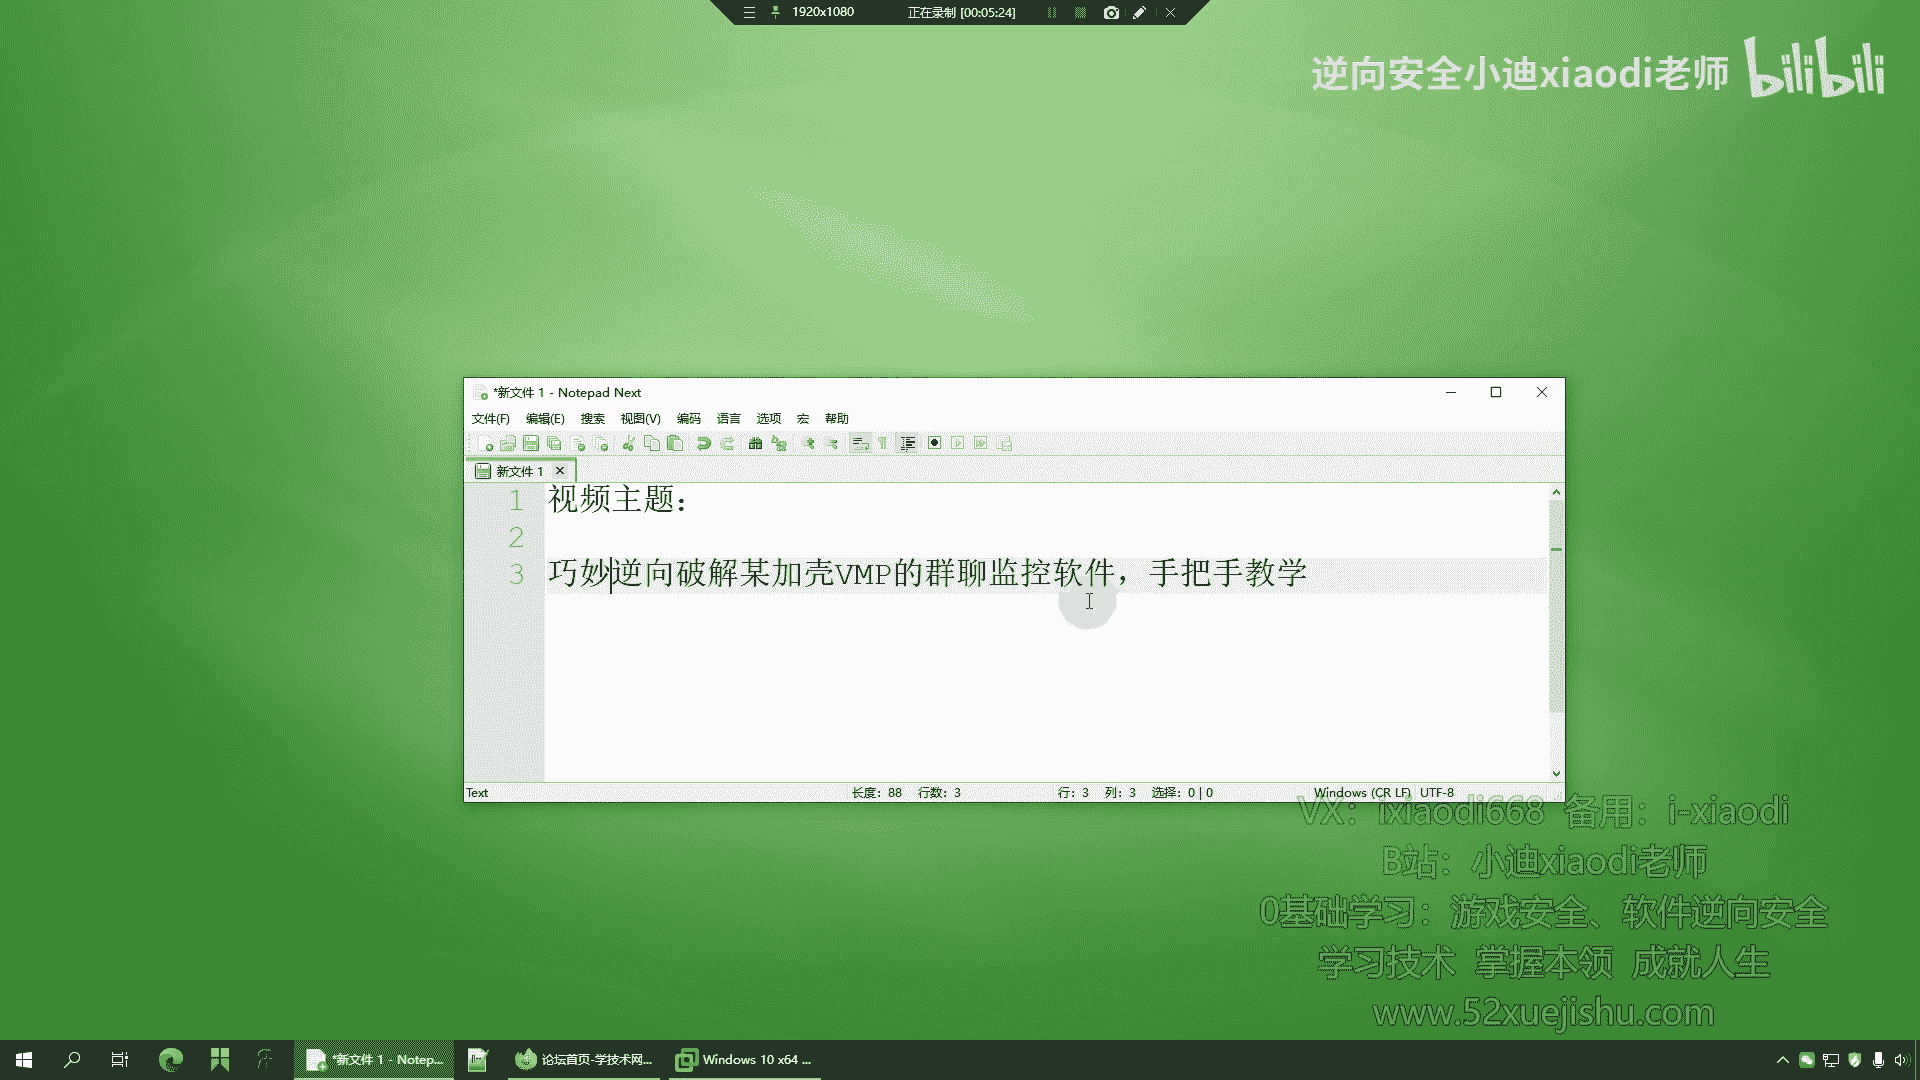 1920x1080 正在录制 [00:05:24]
逆向安全小迪xiaodi老师 bilibili
*新文件 1 - Notepad Next
文件(F) 编辑(E) 搜索 视图(V) 编码 语言 选项 宏 帮助
新文件 1
1 视频主题：
2
3 巧妙逆向破解某加壳VMP的群聊监控软件，手把手教学
Text 长度：88 行数：3 行：3 列：3 选择：0 | 0 Windows (CR LF) UTF-8
VX：ixiaodi668 备用：i-xiaodi
B站：小迪xiaodi老师
0基础学习：游戏安全、软件逆向安全
学习技术 掌握本领 成就人生
www.52xuejishu.com
*新文件 1 - Notep... 论坛首页-学技术网... Windows 10 x64 ...